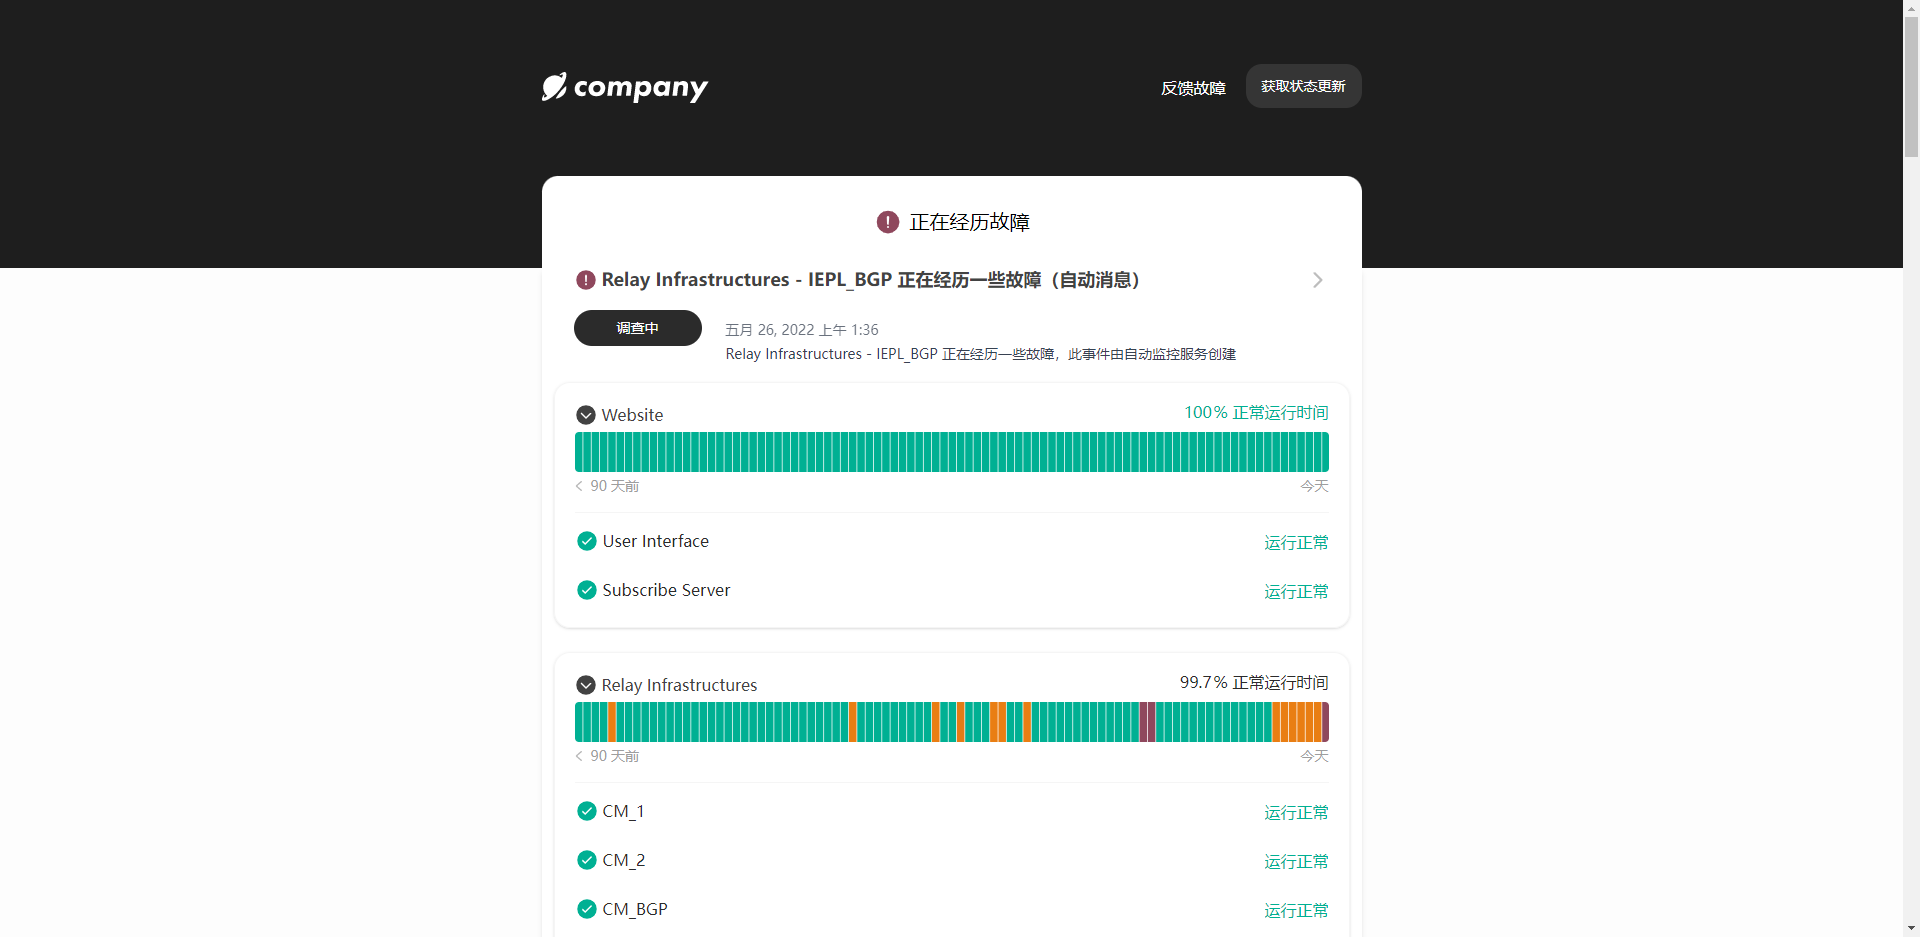 company
反馈故障
获取状态更新
正在经历故障
Relay Infrastructures - IEPL_BGP 正在经历一些故障（自动消息）
调查中
五月 26, 2022 上午 1:36
Relay Infrastructures - IEPL_BGP 正在经历一些故障，此事件由自动监控服务创建
Website
100% 正常运行时间
< 90 天前
今天
User Interface
运行正常
Subscribe Server
运行正常
Relay Infrastructures
99.7% 正常运行时间
< 90 天前
今天
CM_1
运行正常
CM_2
运行正常
CM_BGP
运行正常